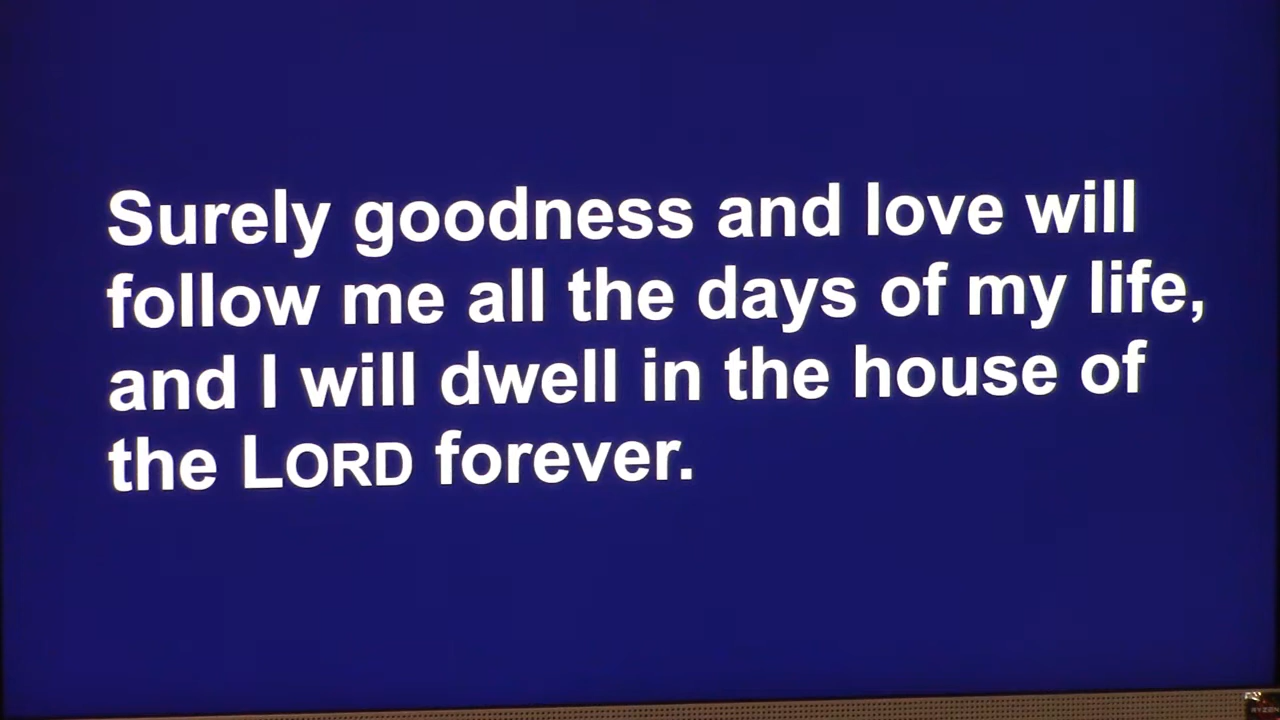 Surely goodness and love will
follow me all the days of my life,
and I will dwell in the house of
the LORD forever.
RYZEN